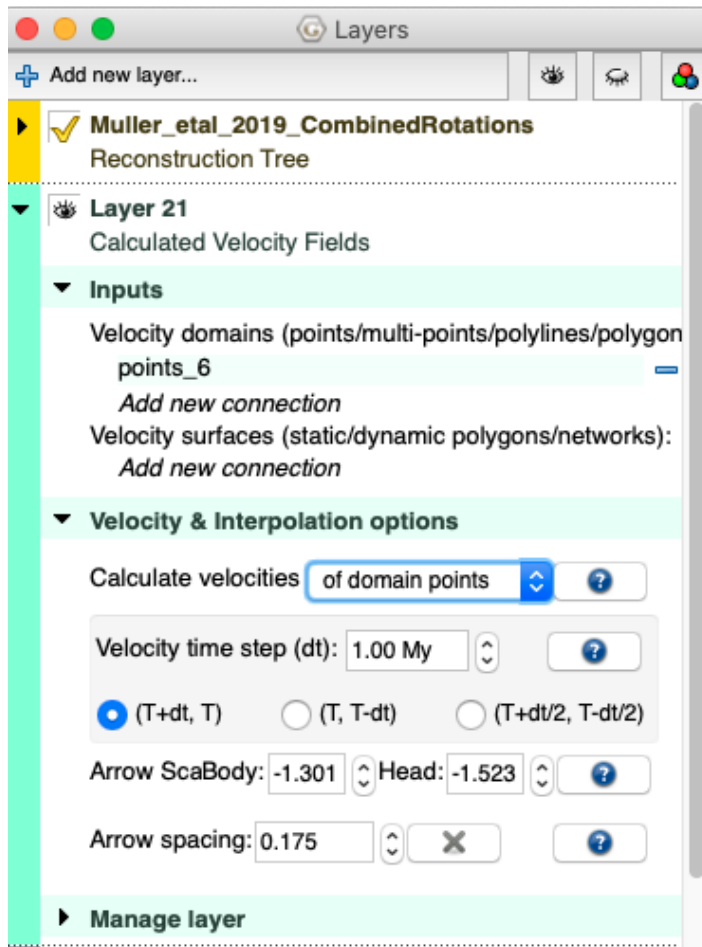 Layers
Add new layer...
Muller_etal_2019_CombinedRotations
Reconstruction Tree
Layer 21
Calculated Velocity Fields
Inputs
Velocity domains (points/multi-points/polylines/polygon
points_6
Add new connection
Velocity surfaces (static/dynamic polygons/networks):
Add new connection
Velocity & Interpolation options
Calculate velocities of domain points
Velocity time step (dt): 1.00 My
(T+dt, T) (T, T-dt) (T+dt/2, T-dt/2)
Arrow ScaBody: -1.301 Head: -1.523
Arrow spacing: 0.175
Manage layer